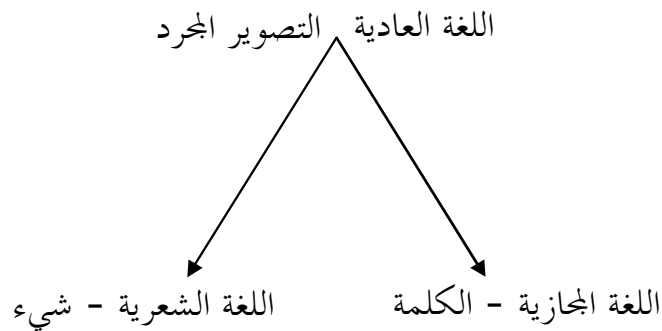 اللغة العادية التصوير المجرد
اللغة المجازية – الكلمة
اللغة الشعرية – شيء